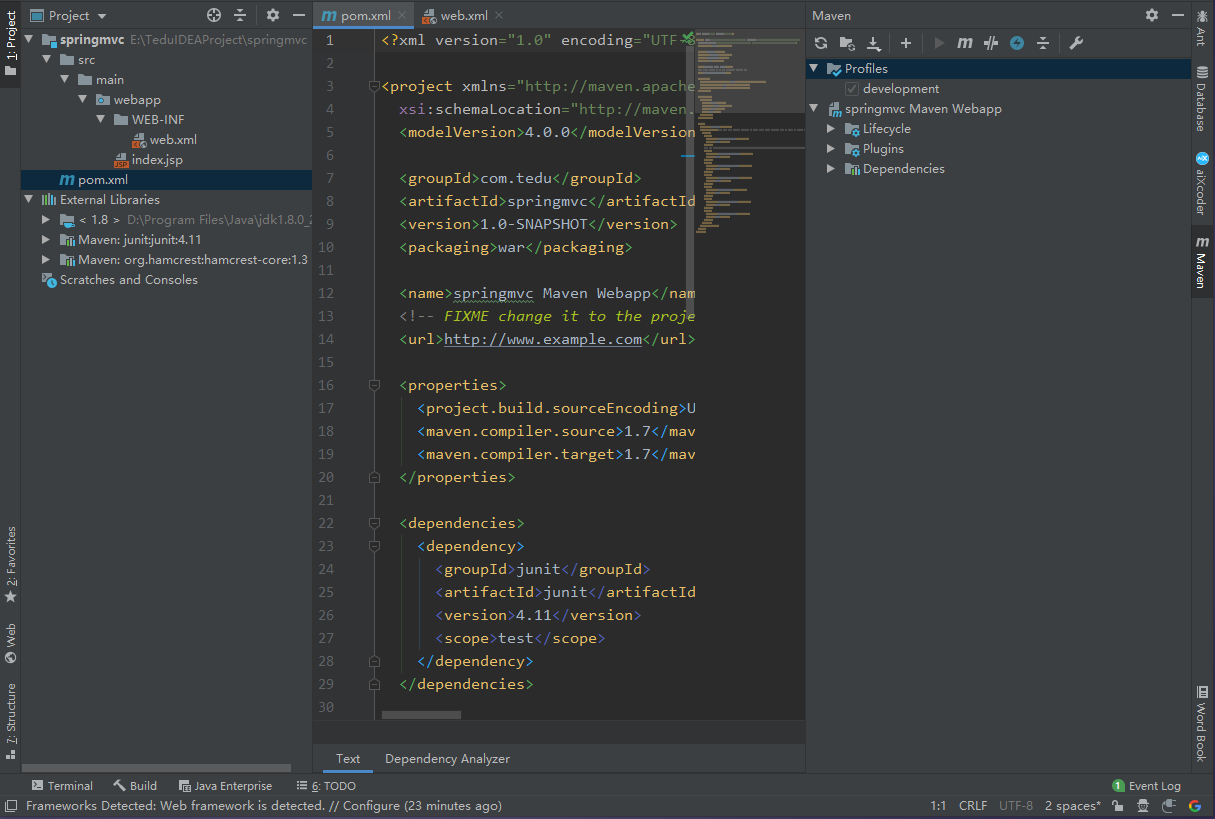 Project
pom.xml
web.xml
Maven
1: Project
springmvc E:\TeduIDEAProject\springmvc
src
main
webapp
WEB-INF
web.xml
index.jsp
JSP
pom.xml
External Libraries
< 1.8 > D:\Program Files\Java\jdk1.8.0_2
Maven: junit:junit:4.11
Maven: org.hamcrest:hamcrest-core:1.3
Scratches and Consoles
2: Favorites
Web
7: Structure
1 <?xml version="1.0" encoding="UTF
2
3 <project xmlns="http://maven.apache
4 xsi:schemaLocation="http://maven.
5 <modelVersion>4.0.0</modelVersion
6
7 <groupId>com.tedu</groupId>
8 <artifactId>springmvc</artifactId
9 <version>1.0-SNAPSHOT</version>
10 <packaging>war</packaging>
11
12 <name>springmvc Maven Webapp</nam
13 <!-- FIXME change it to the proje
14 <url>http://www.example.com</url>
15
16 <properties>
17 <project.build.sourceEncoding>U
18 <maven.compiler.source>1.7</mav
19 <maven.compiler.target>1.7</mav
20 </properties>
21
22 <dependencies>
23 <dependency>
24 <groupId>junit</groupId>
25 <artifactId>junit</artifactId
26 <version>4.11</version>
27 <scope>test</scope>
28 </dependency>
29 </dependencies>
30
Text
Dependency Analyzer
Profiles
development
springmvc Maven Webapp
Lifecycle
Plugins
Dependencies
Ant
Database
aiXcoder
Maven
Word Book
Terminal
Build
Java Enterprise
6: TODO
1 Event Log
Frameworks Detected: Web framework is detected. // Configure (23 minutes ago)
1:1 CRLF UTF-8 2 spaces*